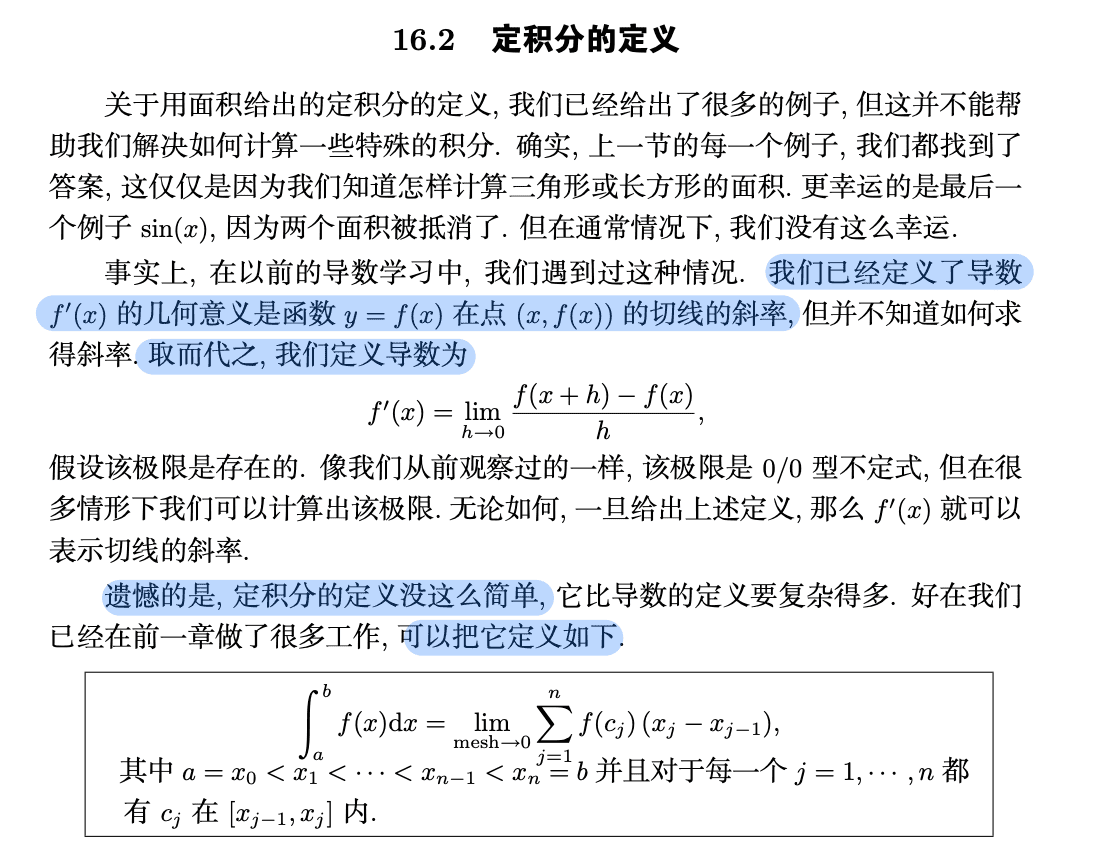 16.2 定积分的定义
关于用面积给出的定积分的定义, 我们已经给出了很多的例子, 但这并不能帮
助我们解决如何计算一些特殊的积分. 确实, 上一节的每一个例子, 我们都找到了
答案, 这仅仅是因为我们知道怎样计算三角形或长方形的面积. 更幸运的是最后一
个例子 sin(x), 因为两个面积被抵消了. 但在通常情况下, 我们没有这么幸运.
事实上, 在以前的导数学习中, 我们遇到过这种情况. 我们已经定义了导数
f′(x) 的几何意义是函数 y = f(x) 在点 (x, f(x)) 的切线的斜率, 但并不知道如何求
得斜率. 取而代之, 我们定义导数为
f′(x) = lim_{h→0} \frac{f(x + h) − f(x)}{h},
假设该极限是存在的. 像我们从前观察过的一样, 该极限是 0/0 型不定式, 但在很
多情形下我们可以计算出该极限. 无论如何, 一旦给出上述定义, 那么 f′(x) 就可以
表示切线的斜率.
遗憾的是, 定积分的定义没这么简单, 它比导数的定义要复杂得多. 好在我们
已经在前一章做了很多工作, 可以把它定义如下.
∫_a^b f(x)dx = lim_{mesh→0} ∑_{j=1}^n f(c_j) (x_j − x_{j−1}),
其中 a = x_0 < x_1 < ⋯ < x_{n−1} < x_n = b 并且对于每一个 j = 1, ⋯ , n 都
有 c_j 在 [x_{j−1}, x_j] 内.